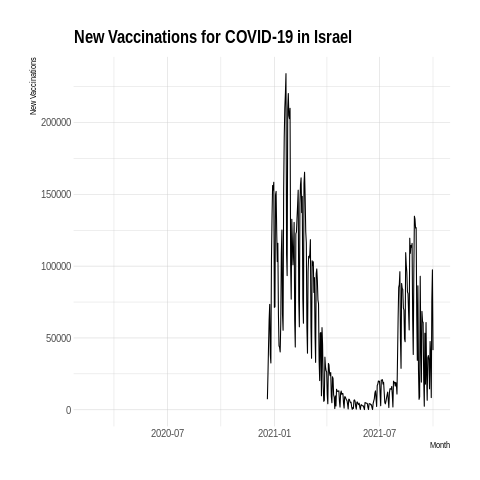 New Vaccinations for COVID-19 in Israel
New Vaccinations
200000
150000
100000
50000
0
2020-07 2021-01 2021-07
Month